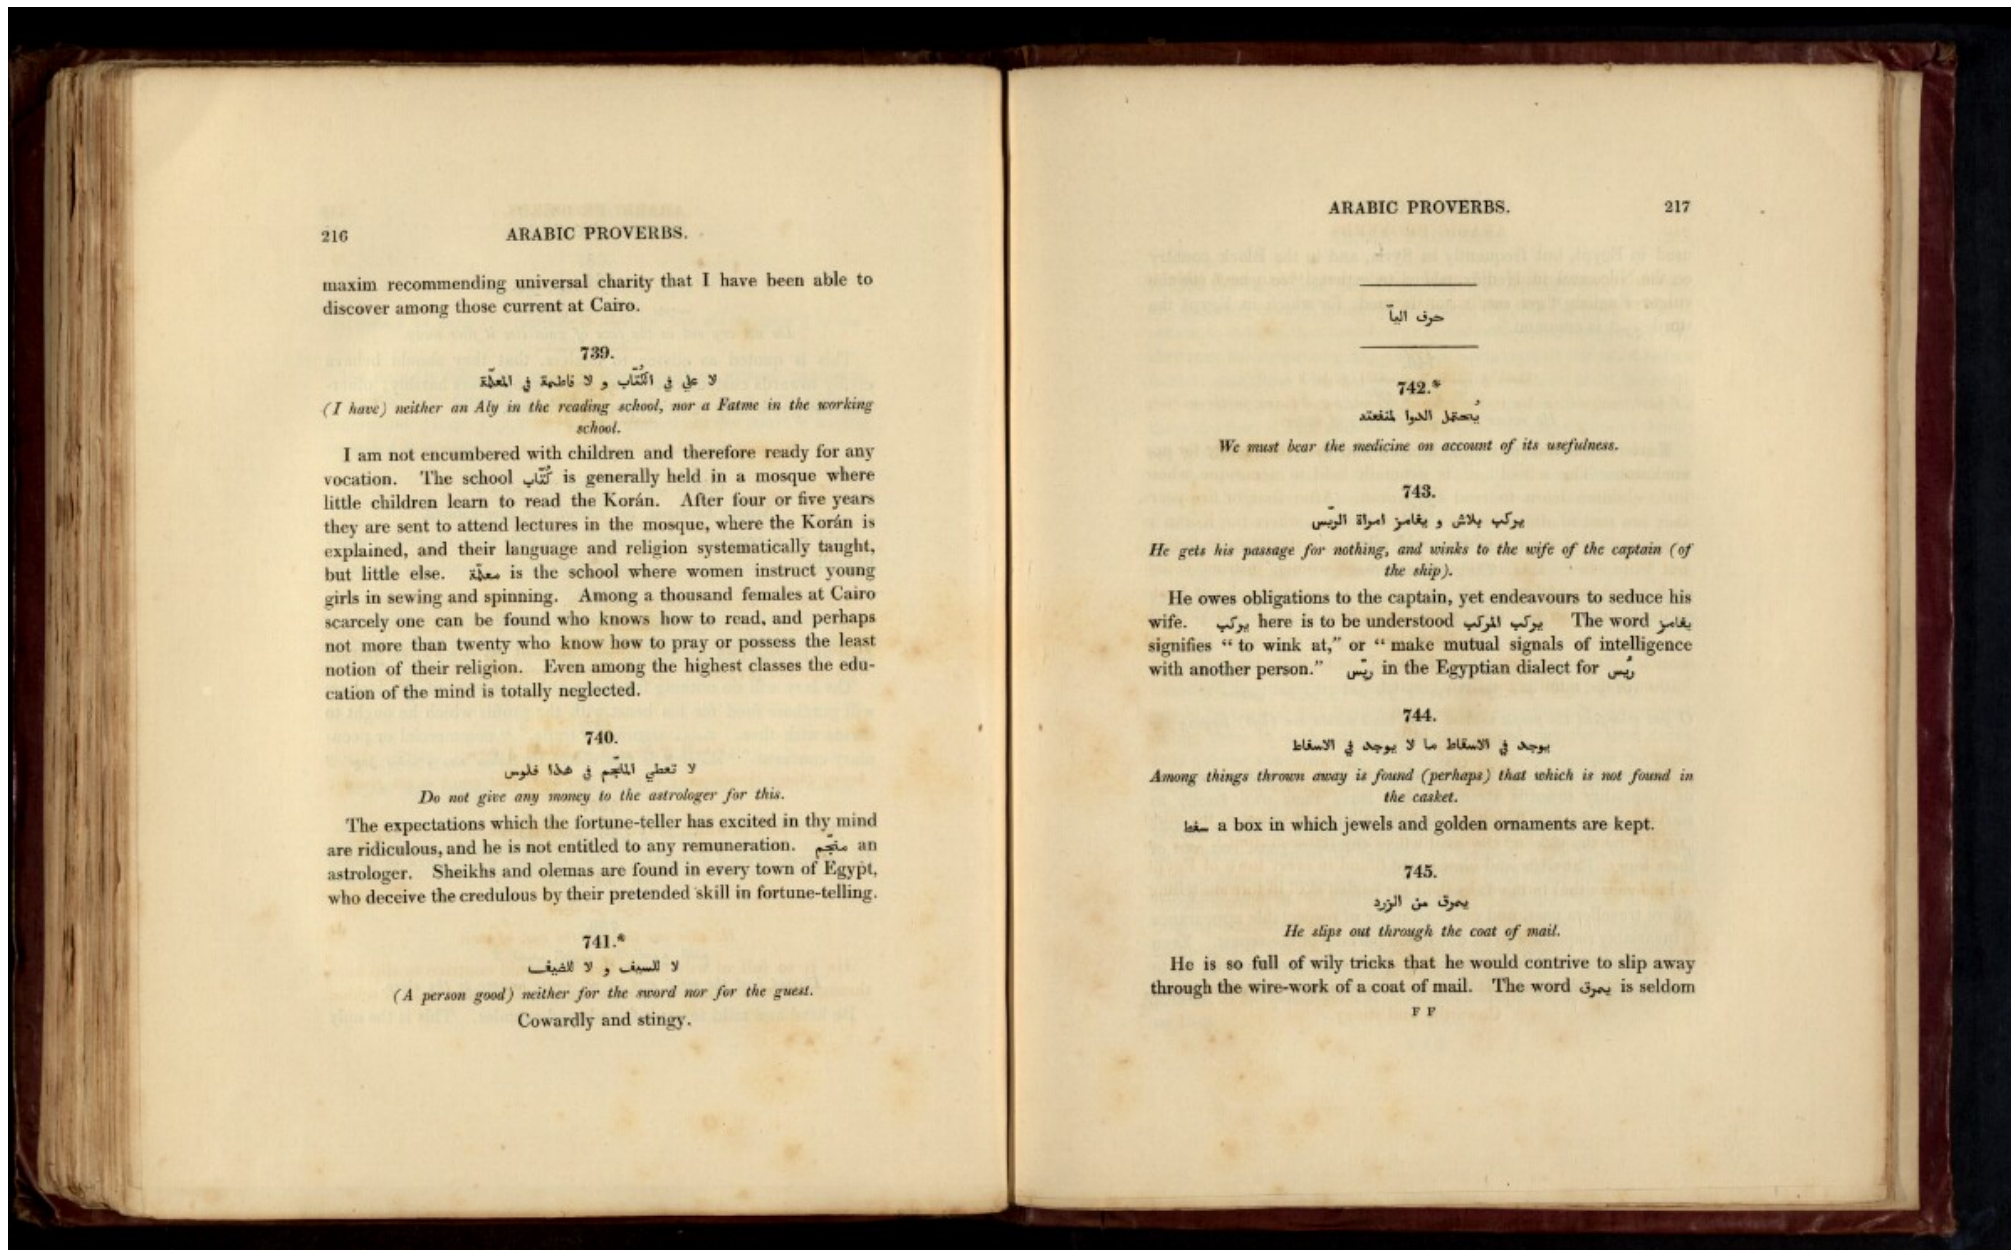 216
ARABIC PROVERBS.
maxim recommending universal charity that I have been able to
discover among those current at Cairo.
739.
لا علي في الكُتّاب و لا فاطمة في المعلّمة
(I have) neither an Aly in the reading school, nor a Fatme in the working
school.
I am not encumbered with children and therefore ready for any
vocation. The school كُتّاب is generally held in a mosque where
little children learn to read the Korán. After four or five years
they are sent to attend lectures in the mosque, where the Korán is
explained, and their language and religion systematically taught,
but little else. معلّمة is the school where women instruct young
girls in sewing and spinning. Among a thousand females at Cairo
scarcely one can be found who knows how to read, and perhaps
not more than twenty who know how to pray or possess the least
notion of their religion. Even among the highest classes the edu-
cation of the mind is totally neglected.
740.
لا تعطي المنجّم في هذا فلوس
Do not give any money to the astrologer for this.
The expectations which the fortune-teller has excited in thy mind
are ridiculous, and he is not entitled to any remuneration. منجّم an
astrologer. Sheikhs and olemas are found in every town of Egypt,
who deceive the credulous by their pretended skill in fortune-telling.
741.*
لا للسيف و لا للضيف
(A person good) neither for the sword nor for the guest.
Cowardly and stingy.
ARABIC PROVERBS.
217
حرف اليآ
742.*
يُحتمل الدوا لمنفعته
We must bear the medicine on account of its usefulness.
743.
يركب بلاش و يغامز امراة الريّس
He gets his passage for nothing, and winks to the wife of the captain (of
the ship).
He owes obligations to the captain, yet endeavours to seduce his
wife. يركب here is to be understood يركب المركب The word يغامز
signifies “ to wink at,” or “ make mutual signals of intelligence
with another person.” ريّس in the Egyptian dialect for رئيس
744.
يوجد في الاسقاط ما لا يوجد في الاسفاط
Among things thrown away is found (perhaps) that which is not found in
the casket.
سفط a box in which jewels and golden ornaments are kept.
745.
يمرق من الزرد
He slips out through the coat of mail.
He is so full of wily tricks that he would contrive to slip away
through the wire-work of a coat of mail. The word يمرق is seldom
F F